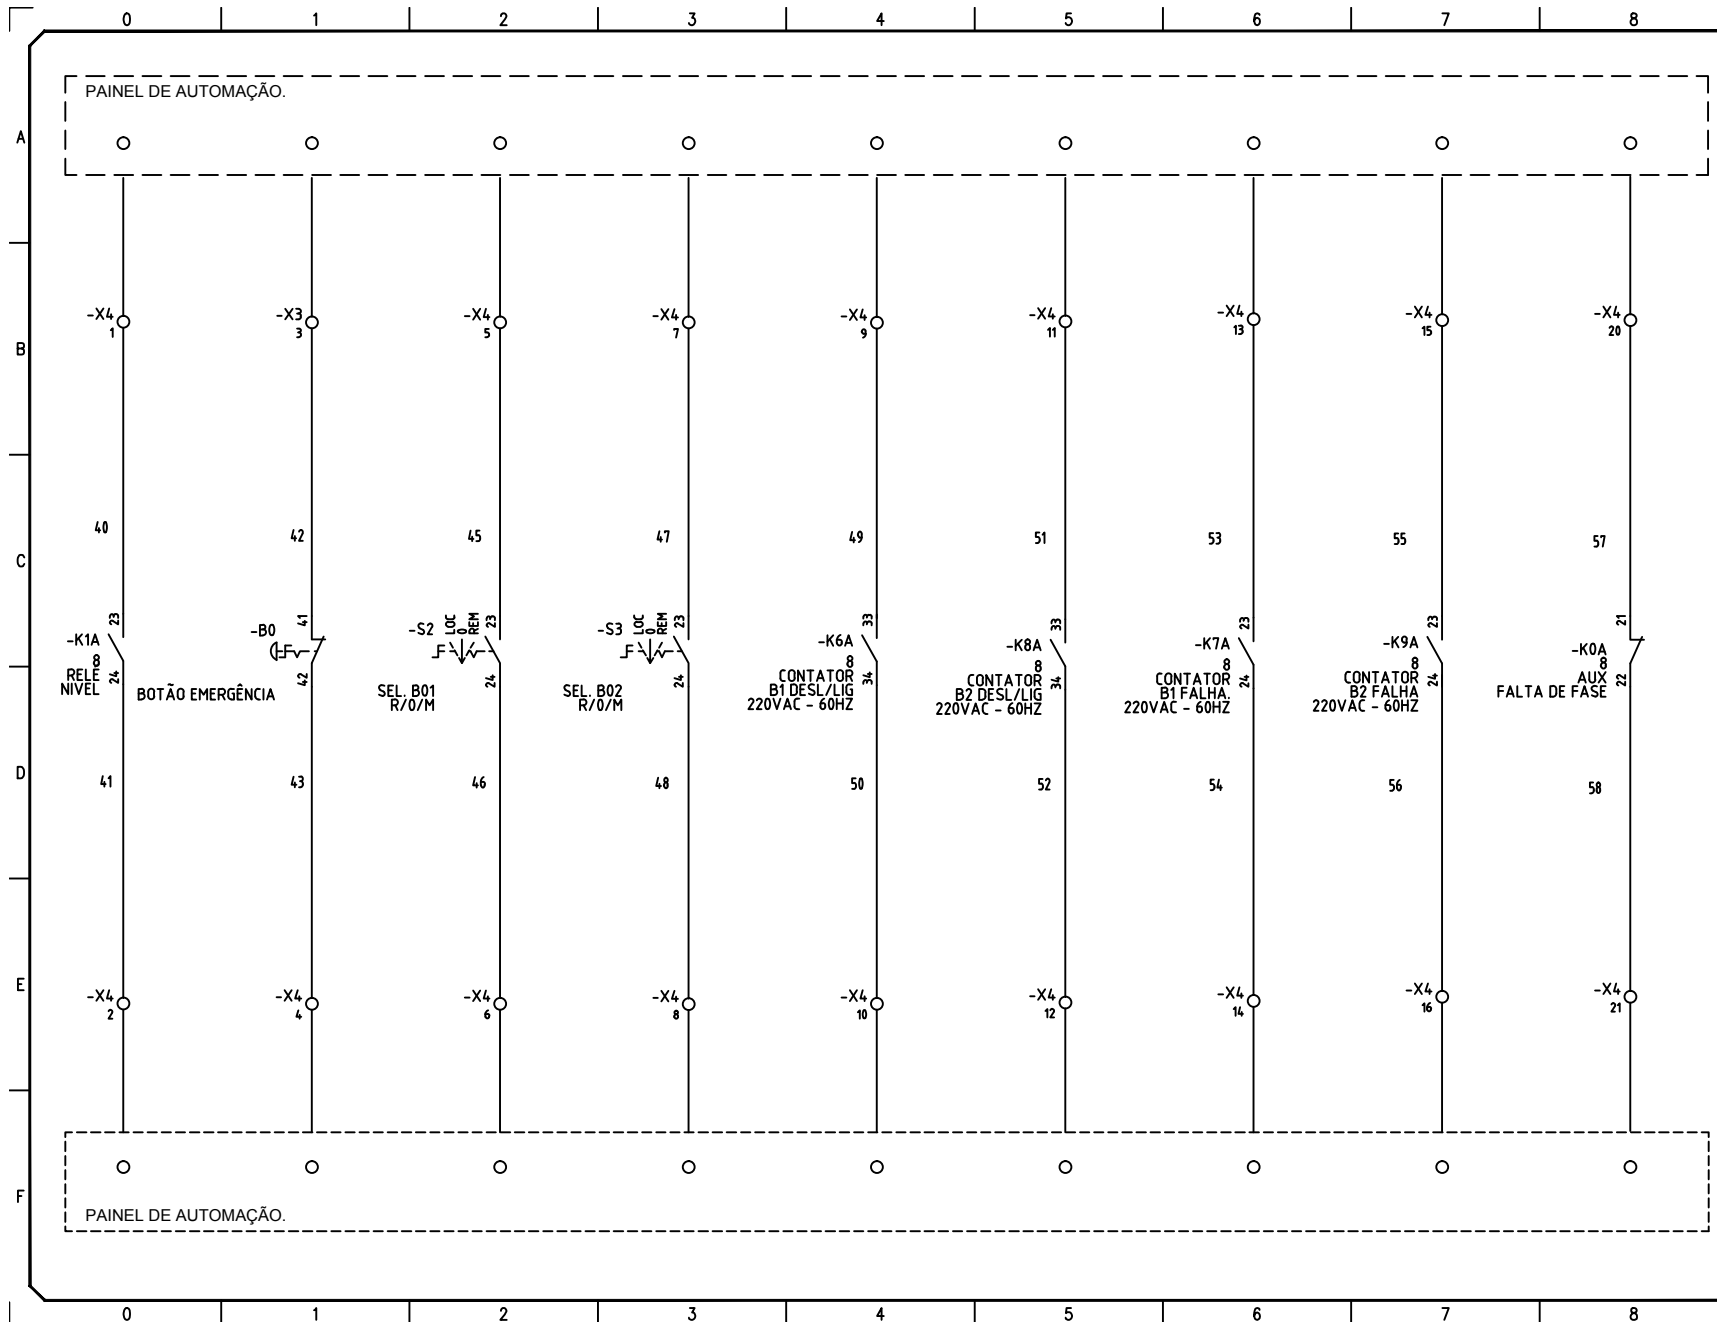 0 1 2 3 4 5 6 7 8
PAINEL DE AUTOMAÇÃO.
A
-X4 -X3 -X4 -X4 -X4 -X4 -X4 -X4 -X4
1 3 5 7 9 11 13 15 20
B
40 42 45 47 49 51 53 55 57
C
23 41 LOC 0 REM 23 LOC 0 REM 23 33 33 23 23 21
-K1A
8
RELE
NIVEL
24
-B0
BOTÃO EMERGÊNCIA
42
-S2
SEL. B01
R/0/M
24
-S3
SEL. B02
R/0/M
24
-K6A
8
CONTATOR
B1 DESL/LIG
220VAC - 60HZ
34
-K8A
8
CONTATOR
B2 DESL/LIG
220VAC - 60HZ
34
-K7A
8
CONTATOR
B1 FALHA.
220VAC - 60HZ
24
-K9A
8
CONTATOR
B2 FALHA
220VAC - 60HZ
24
-K0A
8
AUX
FALTA DE FASE
22
D
41 43 46 48 50 52 54 56 58
E
-X4 -X4 -X4 -X4 -X4 -X4 -X4 -X4 -X4
2 4 6 8 10 12 14 16 21
F
PAINEL DE AUTOMAÇÃO.
0 1 2 3 4 5 6 7 8